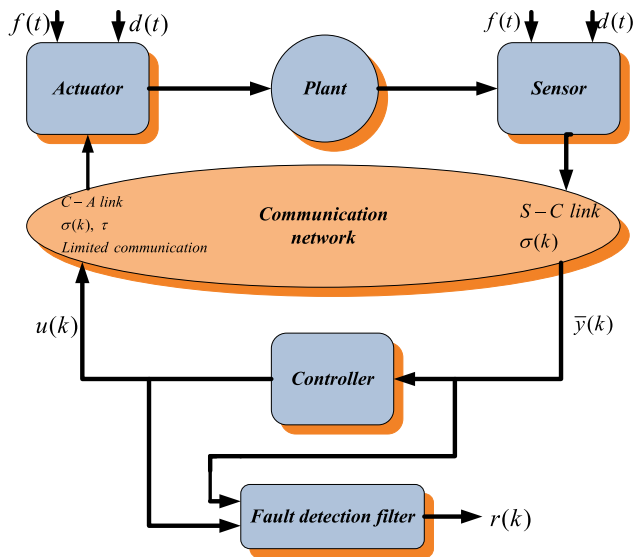 f(t)
d(t)
f(t)
d(t)
Actuator
Plant
Sensor
C – A link
σ(k), τ
Limited communication
Communication
network
S – C link
σ(k)
u(k)
y̅(k)
Controller
Fault detection filter
r(k)